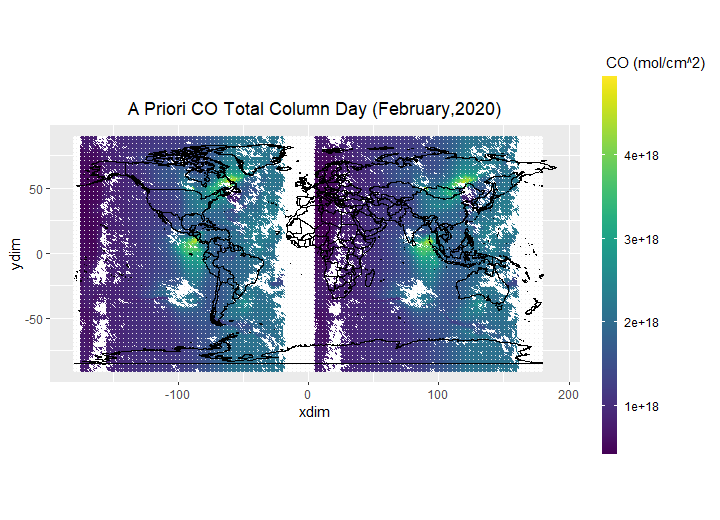 CO (mol/cm^2)
A Priori CO Total Column Day (February,2020)
4e+18
3e+18
2e+18
1e+18
ydim
50
0
-50
-100
0
100
200
xdim